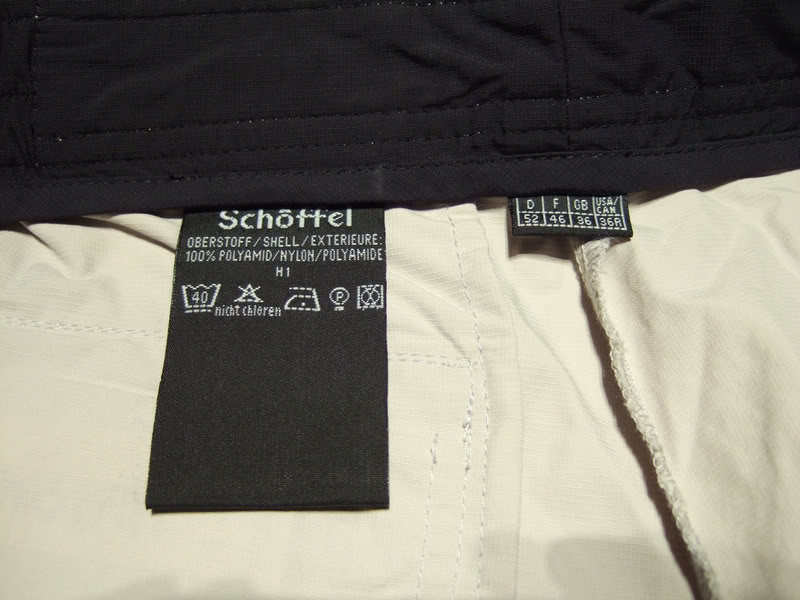 Schöffel
OBERSTOFF/SHELL/EXTERIEURE:
100% POLYAMID/NYLON/POLYAMIDE
H1
40
nicht chloren
P
D F GB USA/CAN
52 46 36 36R